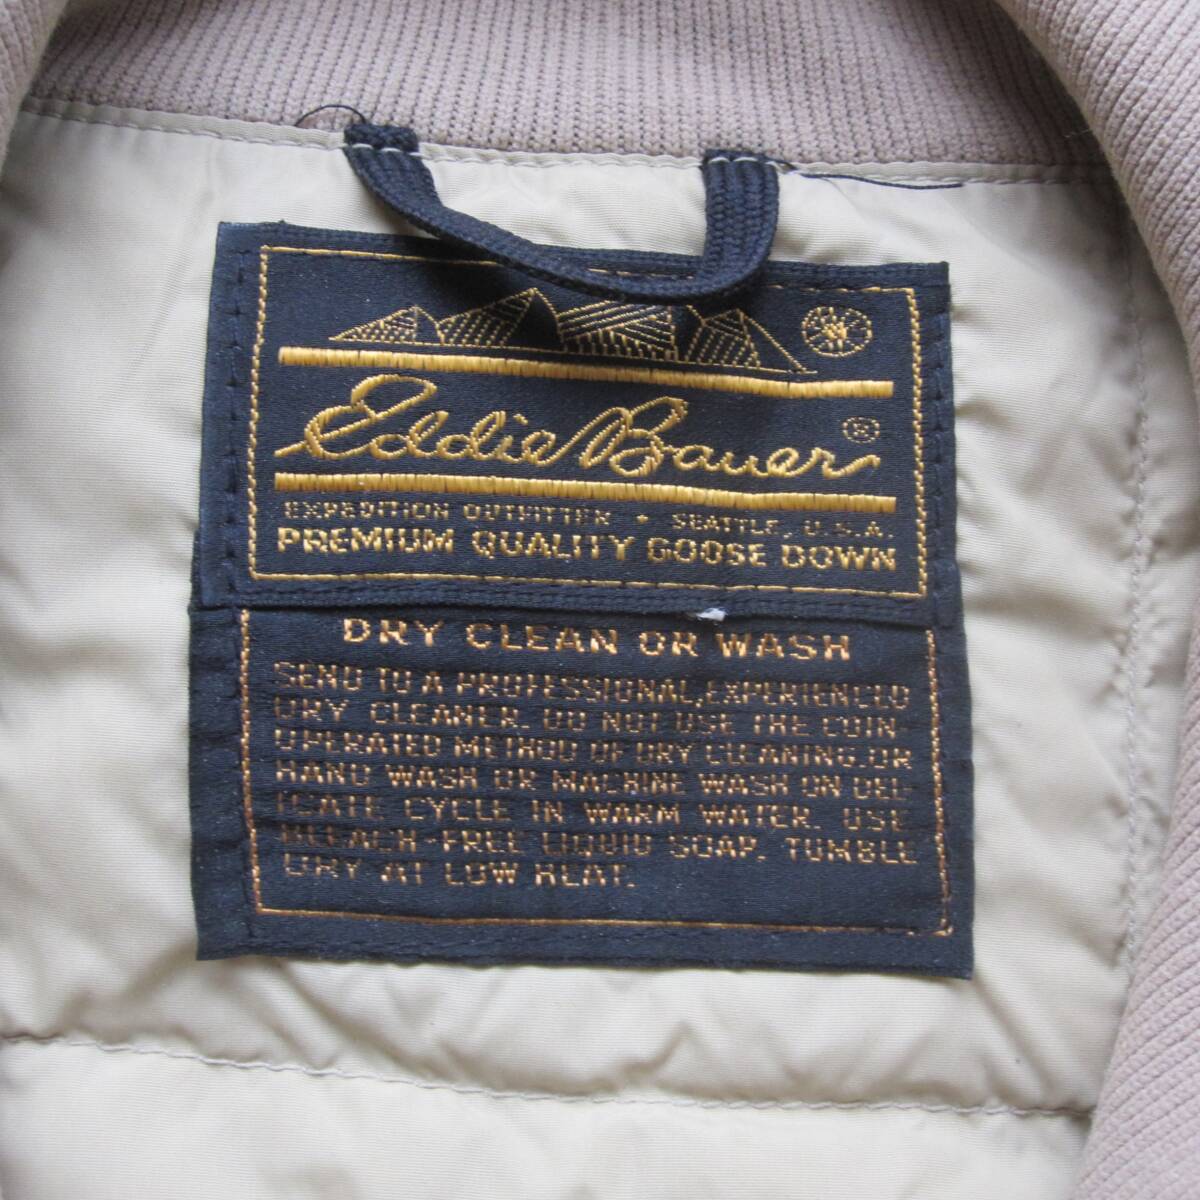 Eddie Bauer ®
EXPEDITION OUTFITTER • SEATTLE, U.S.A.
PREMIUM QUALITY GOOSE DOWN
DRY CLEAN OR WASH
SEND TO A PROFESSIONAL, EXPERIENCED
DRY CLEANER. DO NOT USE THE COIN-
OPERATED METHOD OF DRY CLEANING. OR
HAND WASH OR MACHINE WASH ON DEL-
ICATE CYCLE IN WARM WATER. USE
BLEACH-FREE LIQUID SOAP. TUMBLE
DRY AT LOW HEAT.